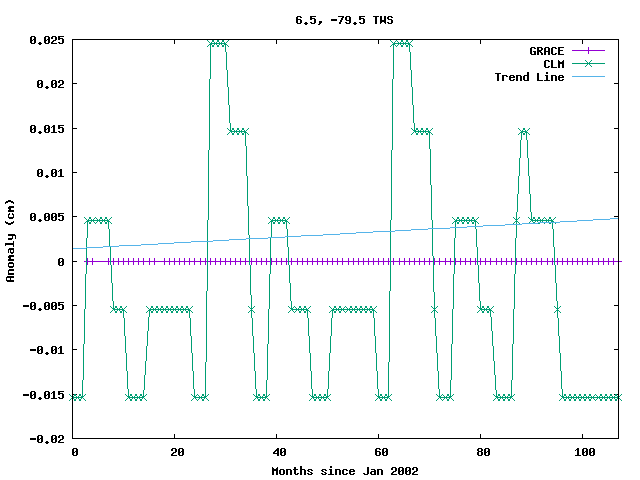 6.5, -79.5 TWS
GRACE
CLM
Trend Line
0.025
0.02
0.015
0.01
0.005
0
-0.005
-0.01
-0.015
-0.02
Anomaly (cm)
0 20 40 60 80 100
Months since Jan 2002